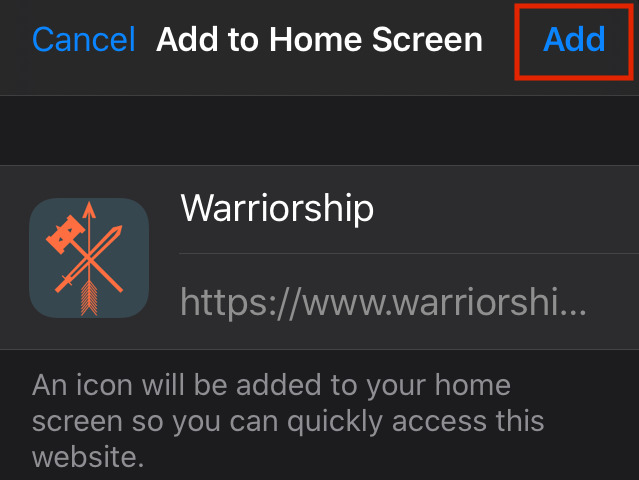 Cancel Add to Home Screen Add
Warriorship
https://www.warriorshi...
An icon will be added to your home
screen so you can quickly access this
website.